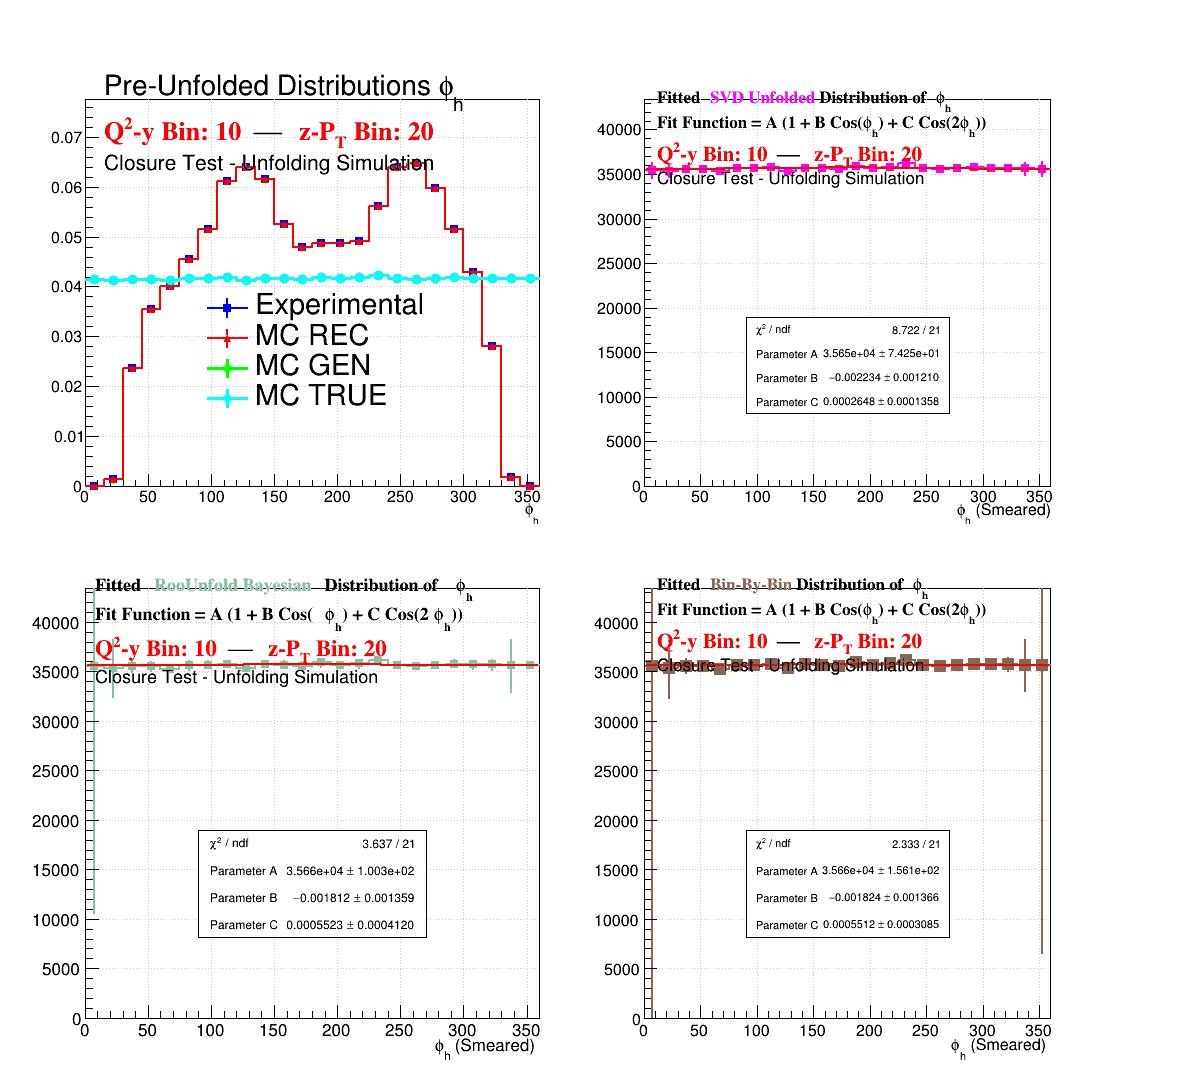 Pre-Unfolded Distributions ϕh
Q2-y Bin: 10 — z-PT Bin: 20
Closure Test - Unfolding Simulation
0.07
0.06
0.05
0.04
0.03
0.02
0.01
0
Experimental
MC REC
MC GEN
MC TRUE
0 50 100 150 200 250 300 350
ϕh
Fitted SVD Unfolded Distribution of ϕh
Fit Function = A (1 + B Cos(ϕh) + C Cos(2ϕh))
Q2-y Bin: 10 — z-PT Bin: 20
Closure Test - Unfolding Simulation
40000
35000
30000
25000
20000
15000
10000
5000
0
χ2 / ndf 8.722 / 21
Parameter A 3.565e+04 ± 7.425e+01
Parameter B −0.002234 ± 0.001210
Parameter C 0.0002648 ± 0.0001358
0 50 100 150 200 250 300 350
ϕh (Smeared)
Fitted RooUnfold Bayesian Distribution of ϕh
Fit Function = A (1 + B Cos( ϕh) + C Cos(2 ϕh))
Q2-y Bin: 10 — z-PT Bin: 20
Closure Test - Unfolding Simulation
40000
35000
30000
25000
20000
15000
10000
5000
0
χ2 / ndf 3.637 / 21
Parameter A 3.566e+04 ± 1.003e+02
Parameter B −0.001812 ± 0.001359
Parameter C 0.0005523 ± 0.0004120
0 50 100 150 200 250 300 350
ϕh (Smeared)
Fitted Bin-By-Bin Distribution of ϕh
Fit Function = A (1 + B Cos(ϕh) + C Cos(2ϕh))
Q2-y Bin: 10 — z-PT Bin: 20
Closure Test - Unfolding Simulation
40000
35000
30000
25000
20000
15000
10000
5000
0
χ2 / ndf 2.333 / 21
Parameter A 3.566e+04 ± 1.561e+02
Parameter B −0.001824 ± 0.001366
Parameter C 0.0005512 ± 0.0003085
0 50 100 150 200 250 300 350
ϕh (Smeared)